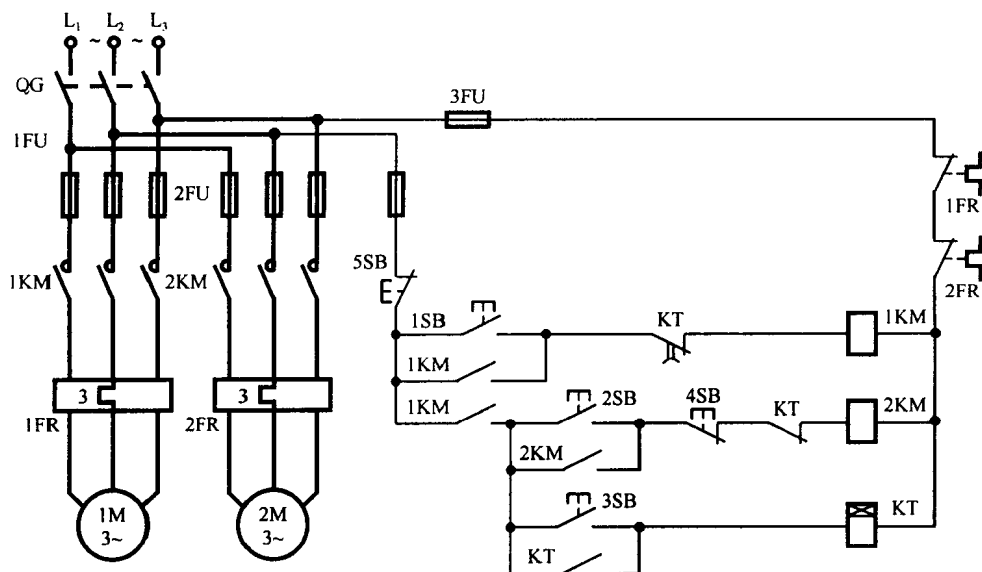 L1 ~ L2 ~ L3
QG
3FU
1FU
2FU
1FR
5SB
1KM
2KM
2FR
1SB
KT
1KM
1KM
3
3
1KM
2SB
4SB
KT
2KM
1FR
2FR
2KM
3SB
KT
1M
3~
2M
3~
KT